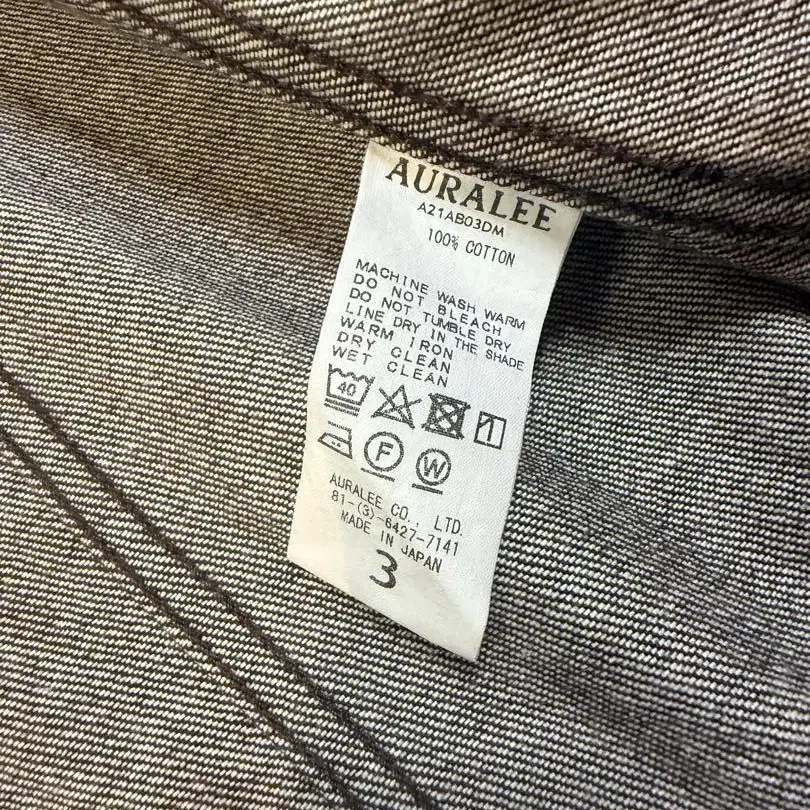 AURALEE
A21AB03DM
100% COTTON
MACHINE WASH WARM
DO NOT BLEACH
DO NOT TUMBLE DRY
LINE DRY IN THE SHADE
WARM IRON
DRY CLEAN
WET CLEAN
40
F W
AURALEE CO., LTD.
81-(3)-6427-7141
MADE IN JAPAN
3